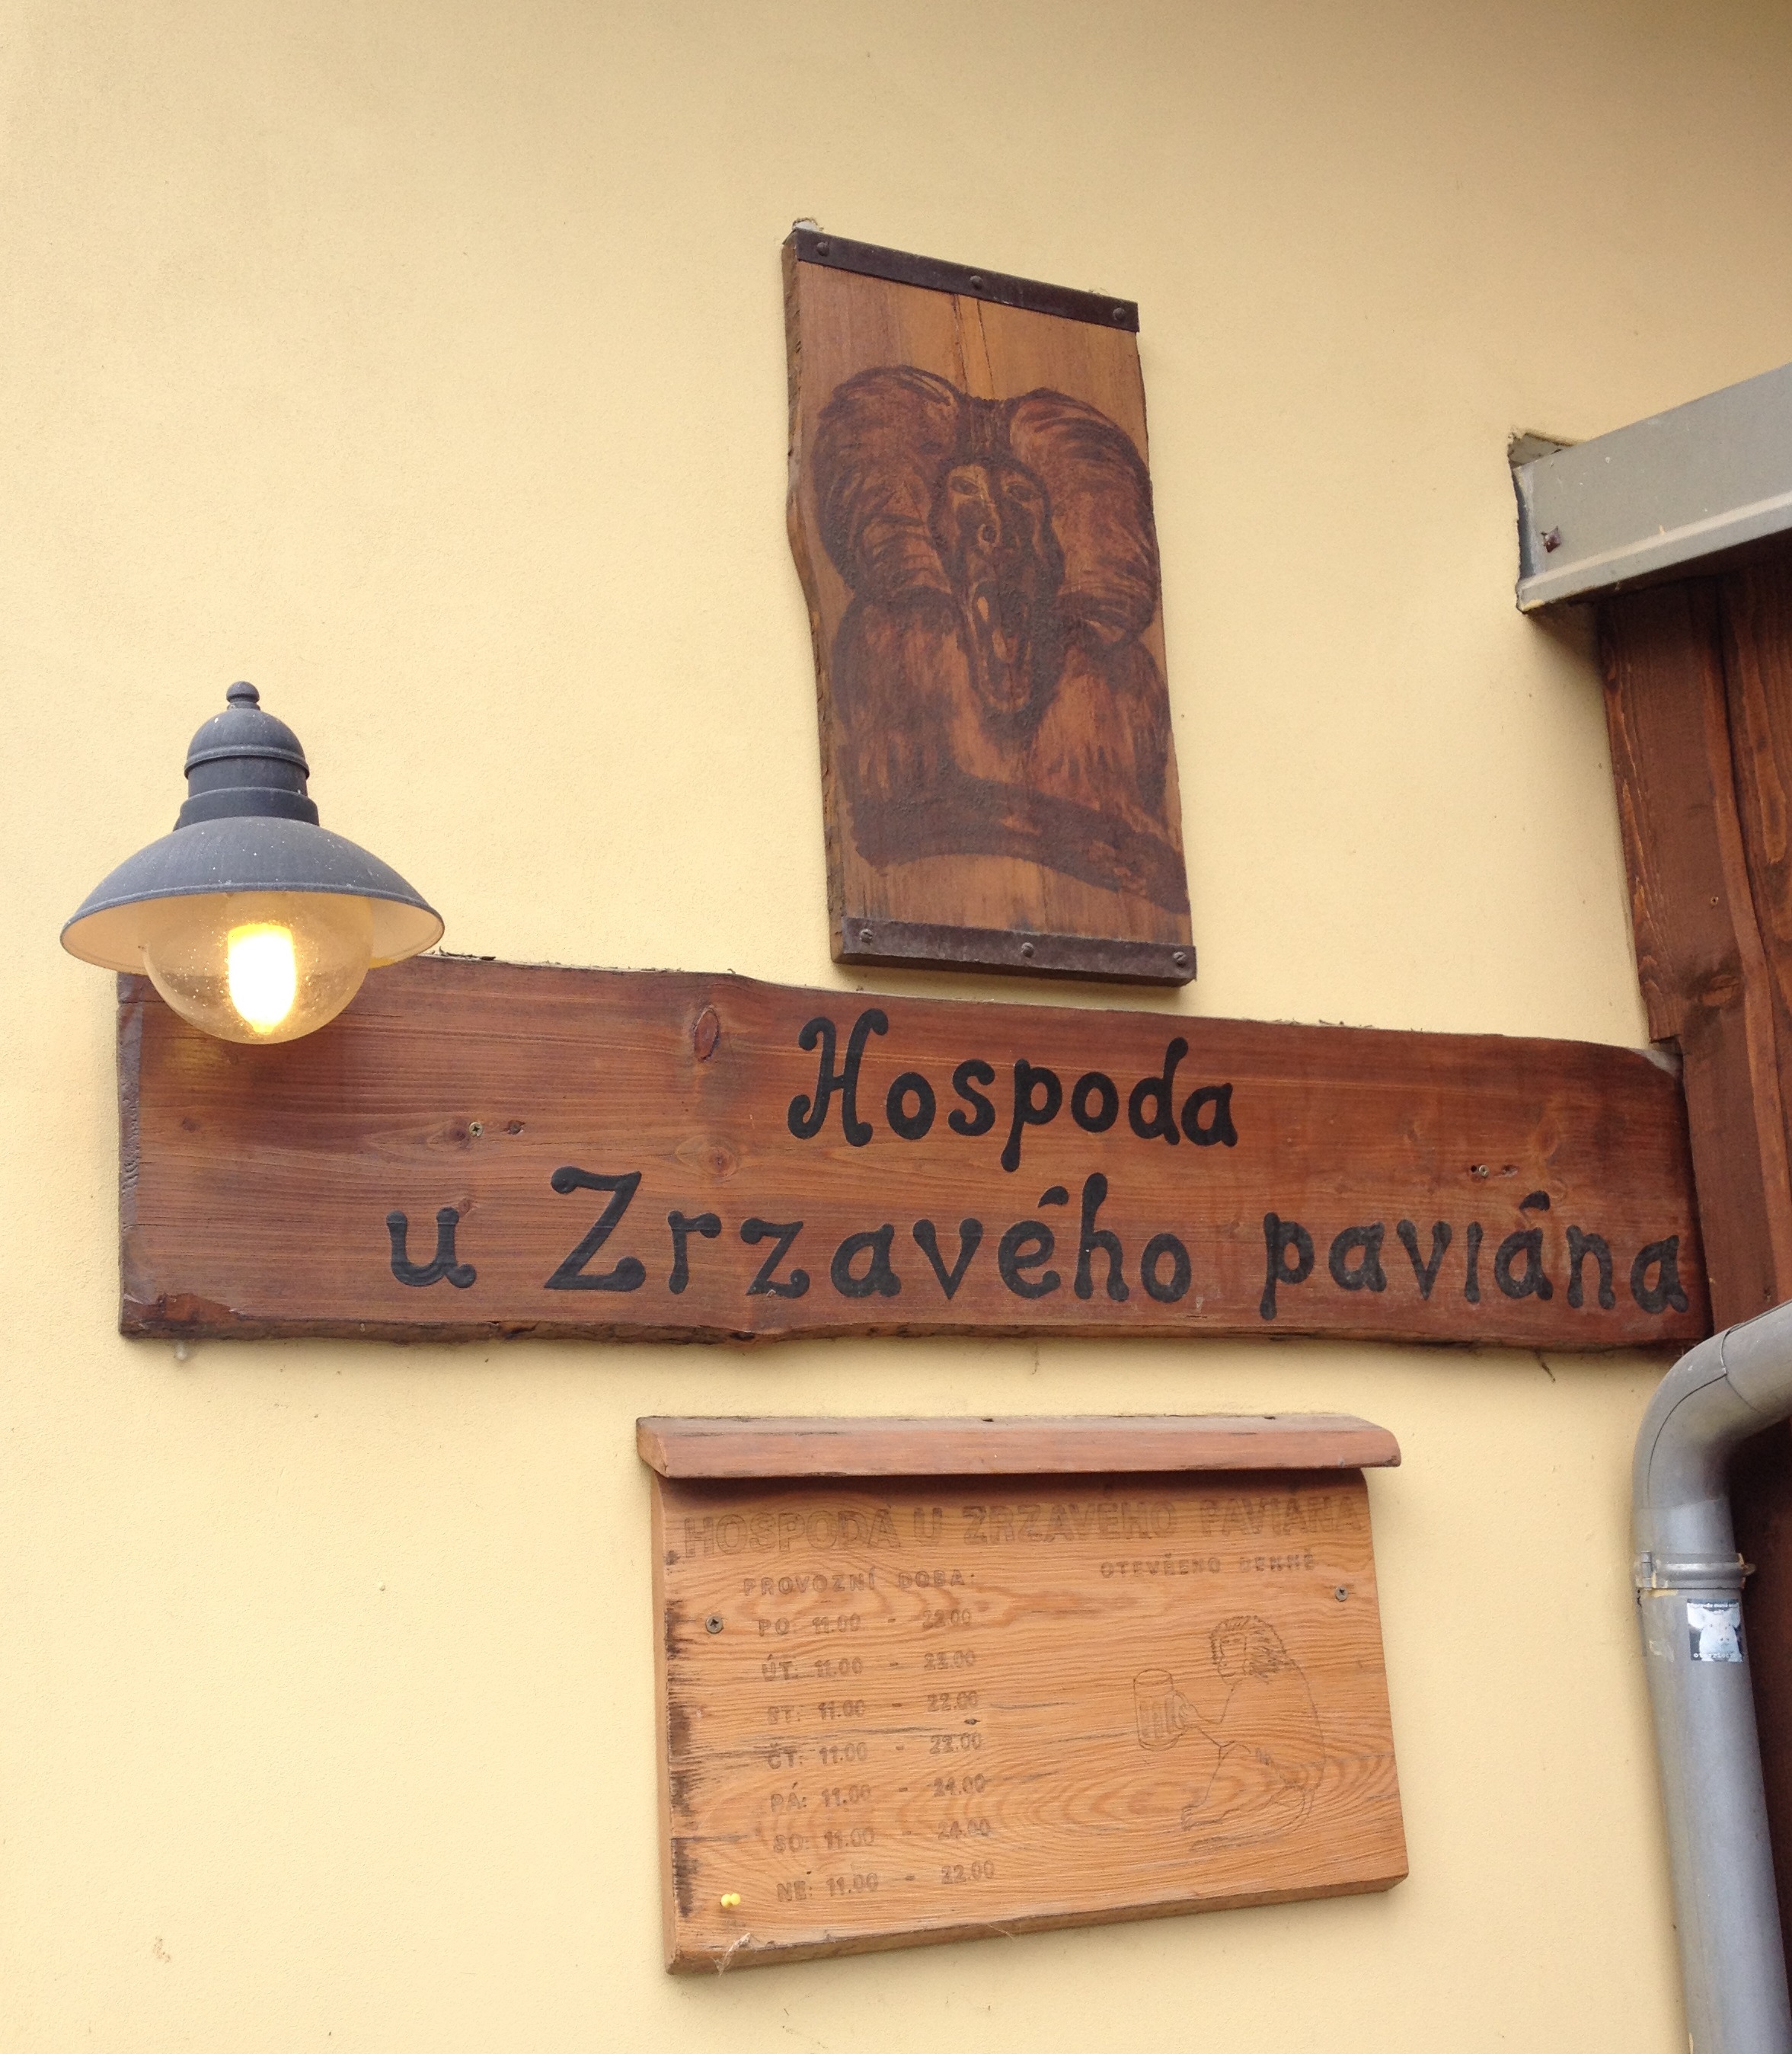 Hospoda
u Zrzavého paviána
HOSPODA U ZRZAVÉHO PAVIÁNA
PROVOZNÍ DOBA: OTEVŘENO DENNĚ
PO: 11.00 - 22.00
ÚT: 11.00 - 22.00
ST: 11.00 - 22.00
ČT: 11.00 - 22.00
PÁ: 11.00 - 24.00
SO: 11.00 - 24.00
NE: 11.00 - 22.00